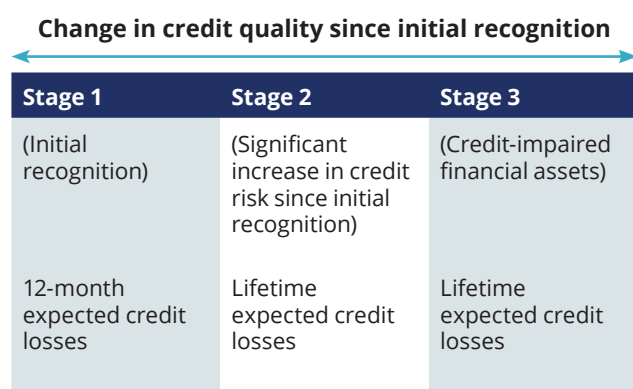 Change in credit quality since initial recognition
Stage 1
Stage 2
Stage 3
(Initial
recognition)
(Significant
increase in credit
risk since initial
recognition)
(Credit-impaired
financial assets)
12-month
expected credit
losses
Lifetime
expected credit
losses
Lifetime
expected credit
losses